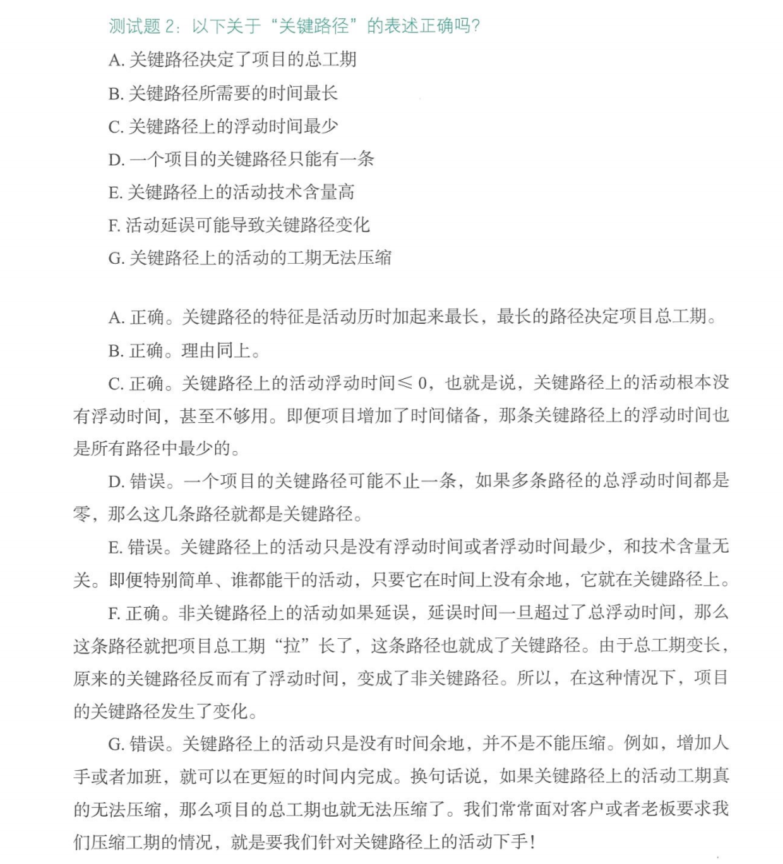 测试题 2：以下关于“关键路径”的表述正确吗？
A. 关键路径决定了项目的总工期
B. 关键路径所需要的时间最长
C. 关键路径上的浮动时间最少
D. 一个项目的关键路径只能有一条
E. 关键路径上的活动技术含量高
F. 活动延误可能导致关键路径变化
G. 关键路径上的活动的工期无法压缩
A. 正确。关键路径的特征是活动历时加起来最长，最长的路径决定项目总工期。
B. 正确。理由同上。
C. 正确。关键路径上的活动浮动时间≤ 0，也就是说，关键路径上的活动根本没
有浮动时间，甚至不够用。即便项目增加了时间储备，那条关键路径上的浮动时间也
是所有路径中最少的。
D. 错误。一个项目的关键路径可能不止一条，如果多条路径的总浮动时间都是
零，那么这几条路径就都是关键路径。
E. 错误。关键路径上的活动只是没有浮动时间或者浮动时间最少，和技术含量无
关。即便特别简单、谁都能干的活动，只要它在时间上没有余地，它就在关键路径上。
F. 正确。非关键路径上的活动如果延误，延误时间一旦超过了总浮动时间，那么
这条路径就把项目总工期“拉”长了，这条路径也就成了关键路径。由于总工期变长，
原来的关键路径反而有了浮动时间，变成了非关键路径。所以，在这种情况下，项目
的关键路径发生了变化。
G. 错误。关键路径上的活动只是没有时间余地，并不是不能压缩。例如，增加人
手或者加班，就可以在更短的时间内完成。换句话说，如果关键路径上的活动工期真
的无法压缩，那么项目的总工期也就无法压缩了。我们常常面对客户或者老板要求我
们压缩工期的情况，就是要我们针对关键路径上的活动下手！